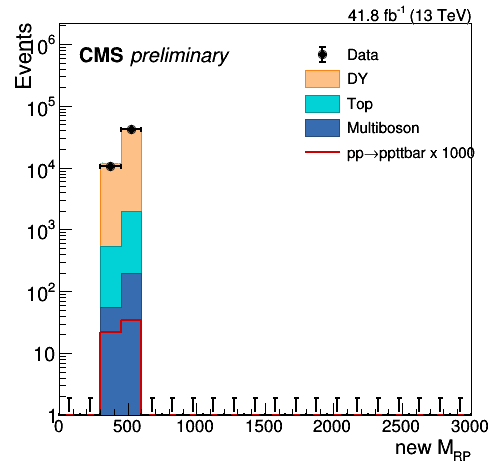 41.8 fb⁻¹ (13 TeV)
Events
CMS preliminary
Data
DY
Top
Multiboson
pp→ppttbar x 1000
10⁶
10⁵
10⁴
10³
10²
10
1
0 500 1000 1500 2000 2500 3000
new M_RP